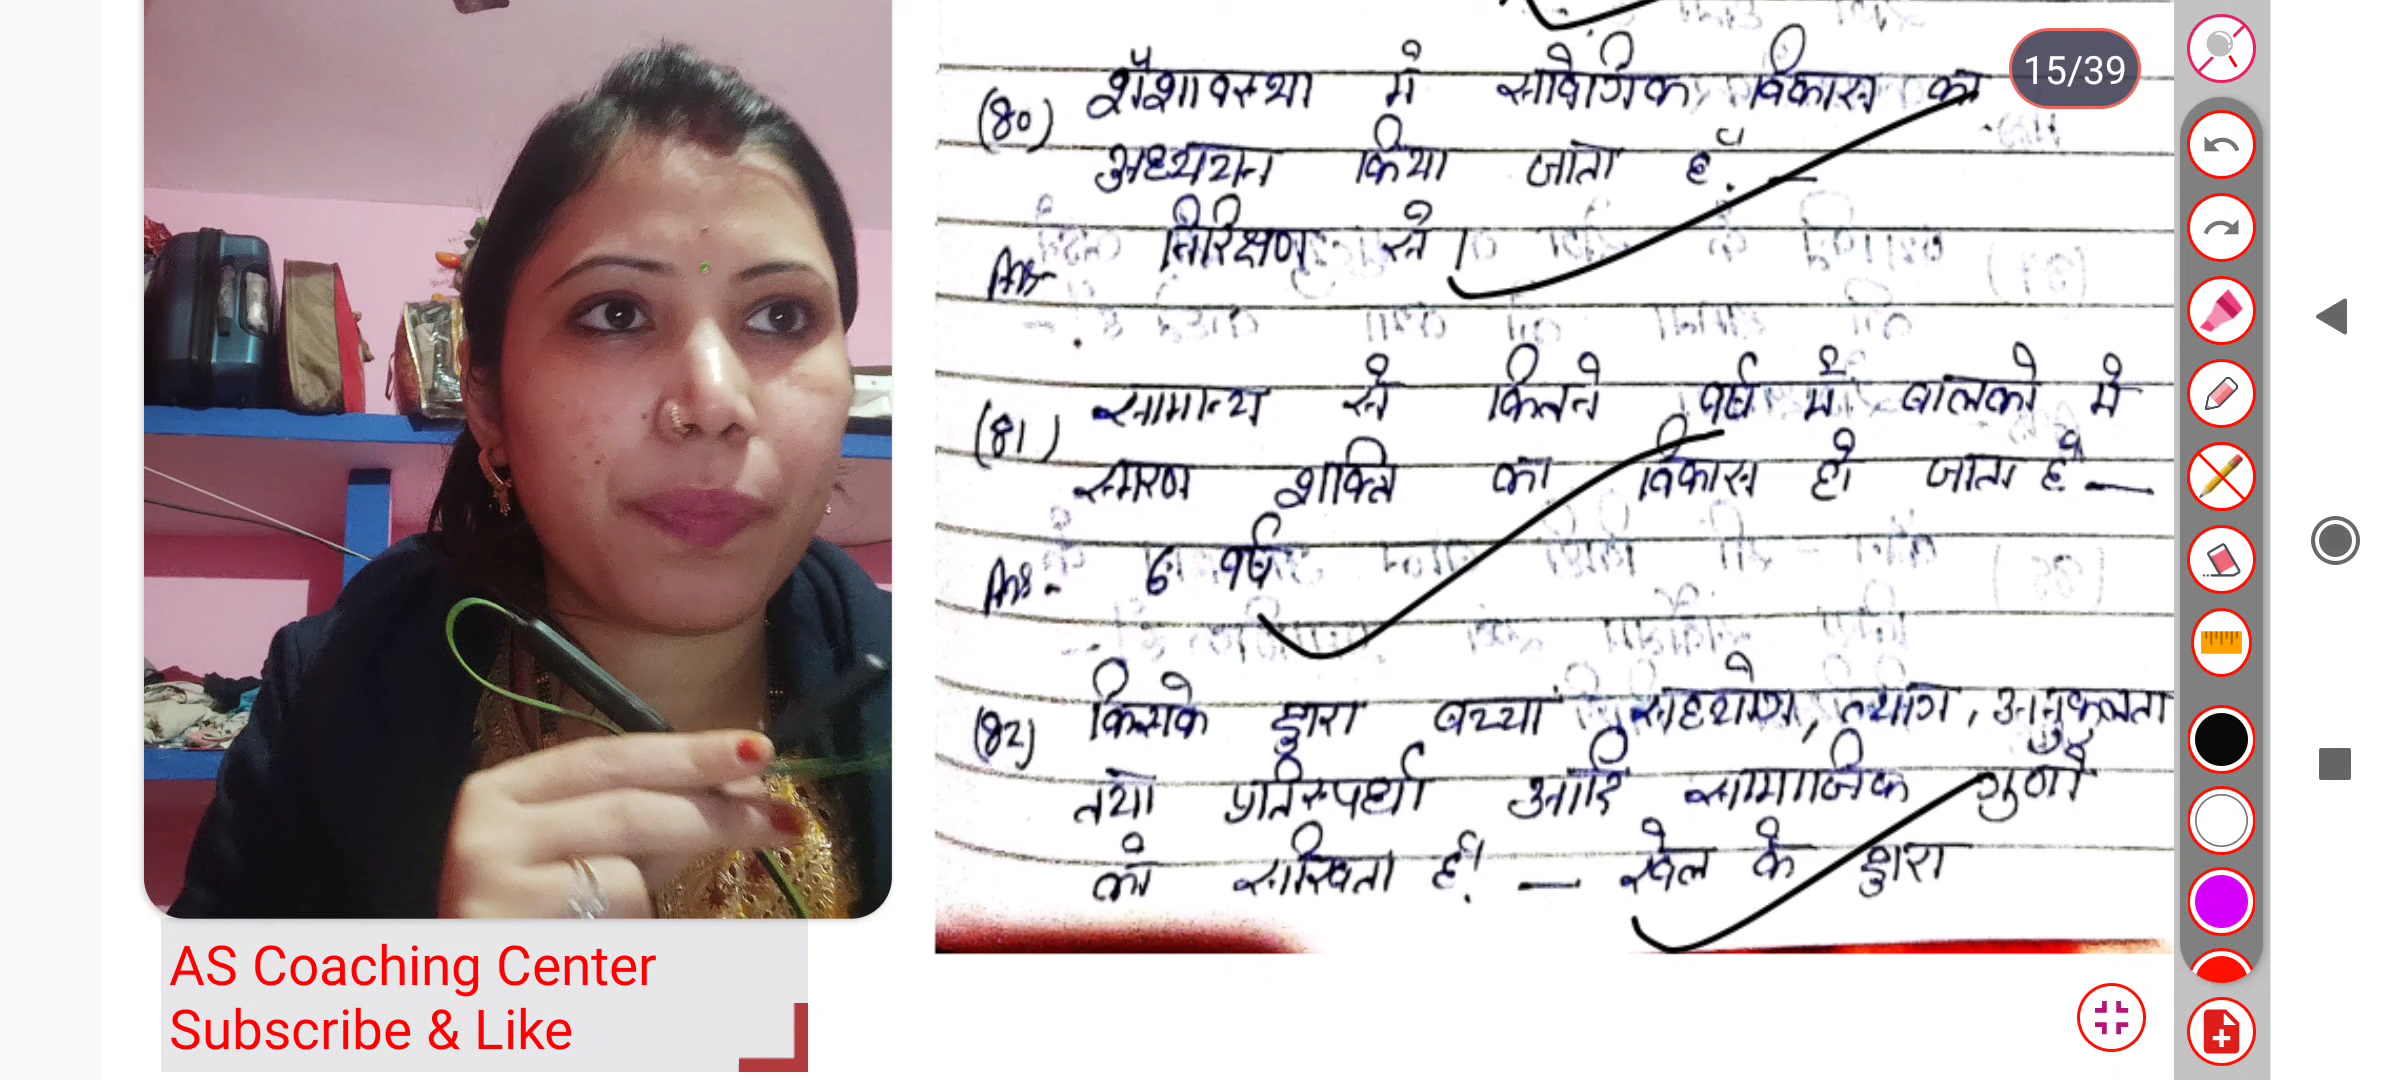 (80) शैशावस्था में सांवेगिक विकास का
अध्ययन किया जाता है. —
Ans- निरिक्षण से ।
(81) सामान्य से कितने वर्ष में बालको मे
स्मरण शक्ति का विकास हो जाता है —
Ans. - 6 वर्ष
(82) किसके द्वारा बच्चा सहयोग, त्याग, अनुकूलता
तथा प्रतिस्पर्धा आदि सामाजिक गुणों
को सीखता है! — खेल के द्वारा
15/39
AS Coaching Center
Subscribe & Like